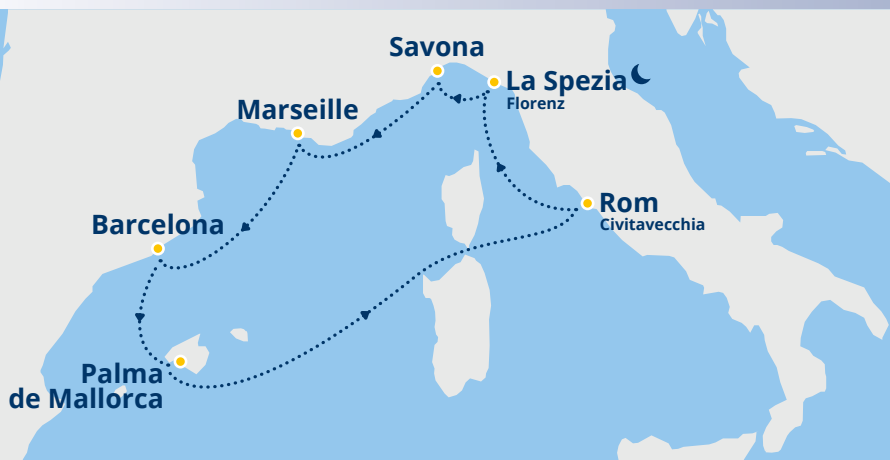 Savona
La Spezia
Florenz
Marseille
Rom
Civitavecchia
Barcelona
Palma
de Mallorca